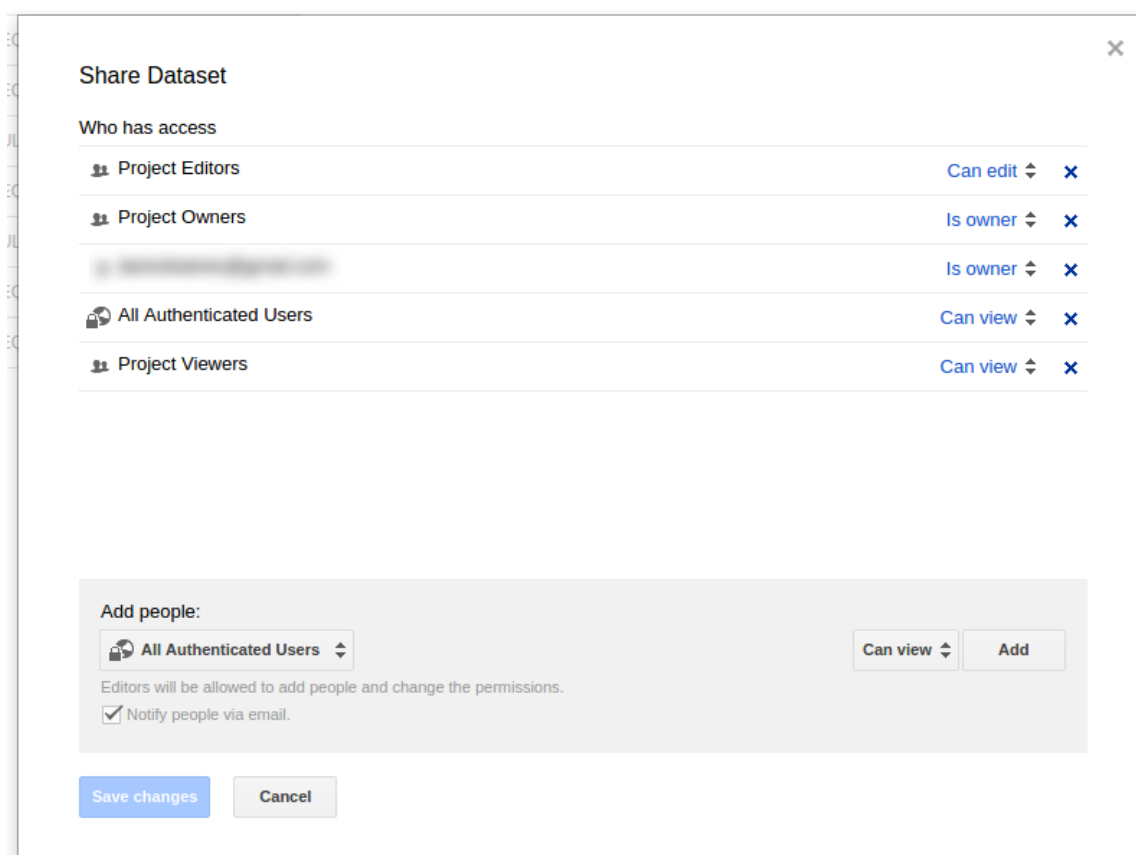 Share Dataset
Who has access
Project Editors Can edit
Project Owners Is owner
Is owner
All Authenticated Users Can view
Project Viewers Can view
Add people:
All Authenticated Users Can view Add
Editors will be allowed to add people and change the permissions.
Notify people via email.
Save changes Cancel